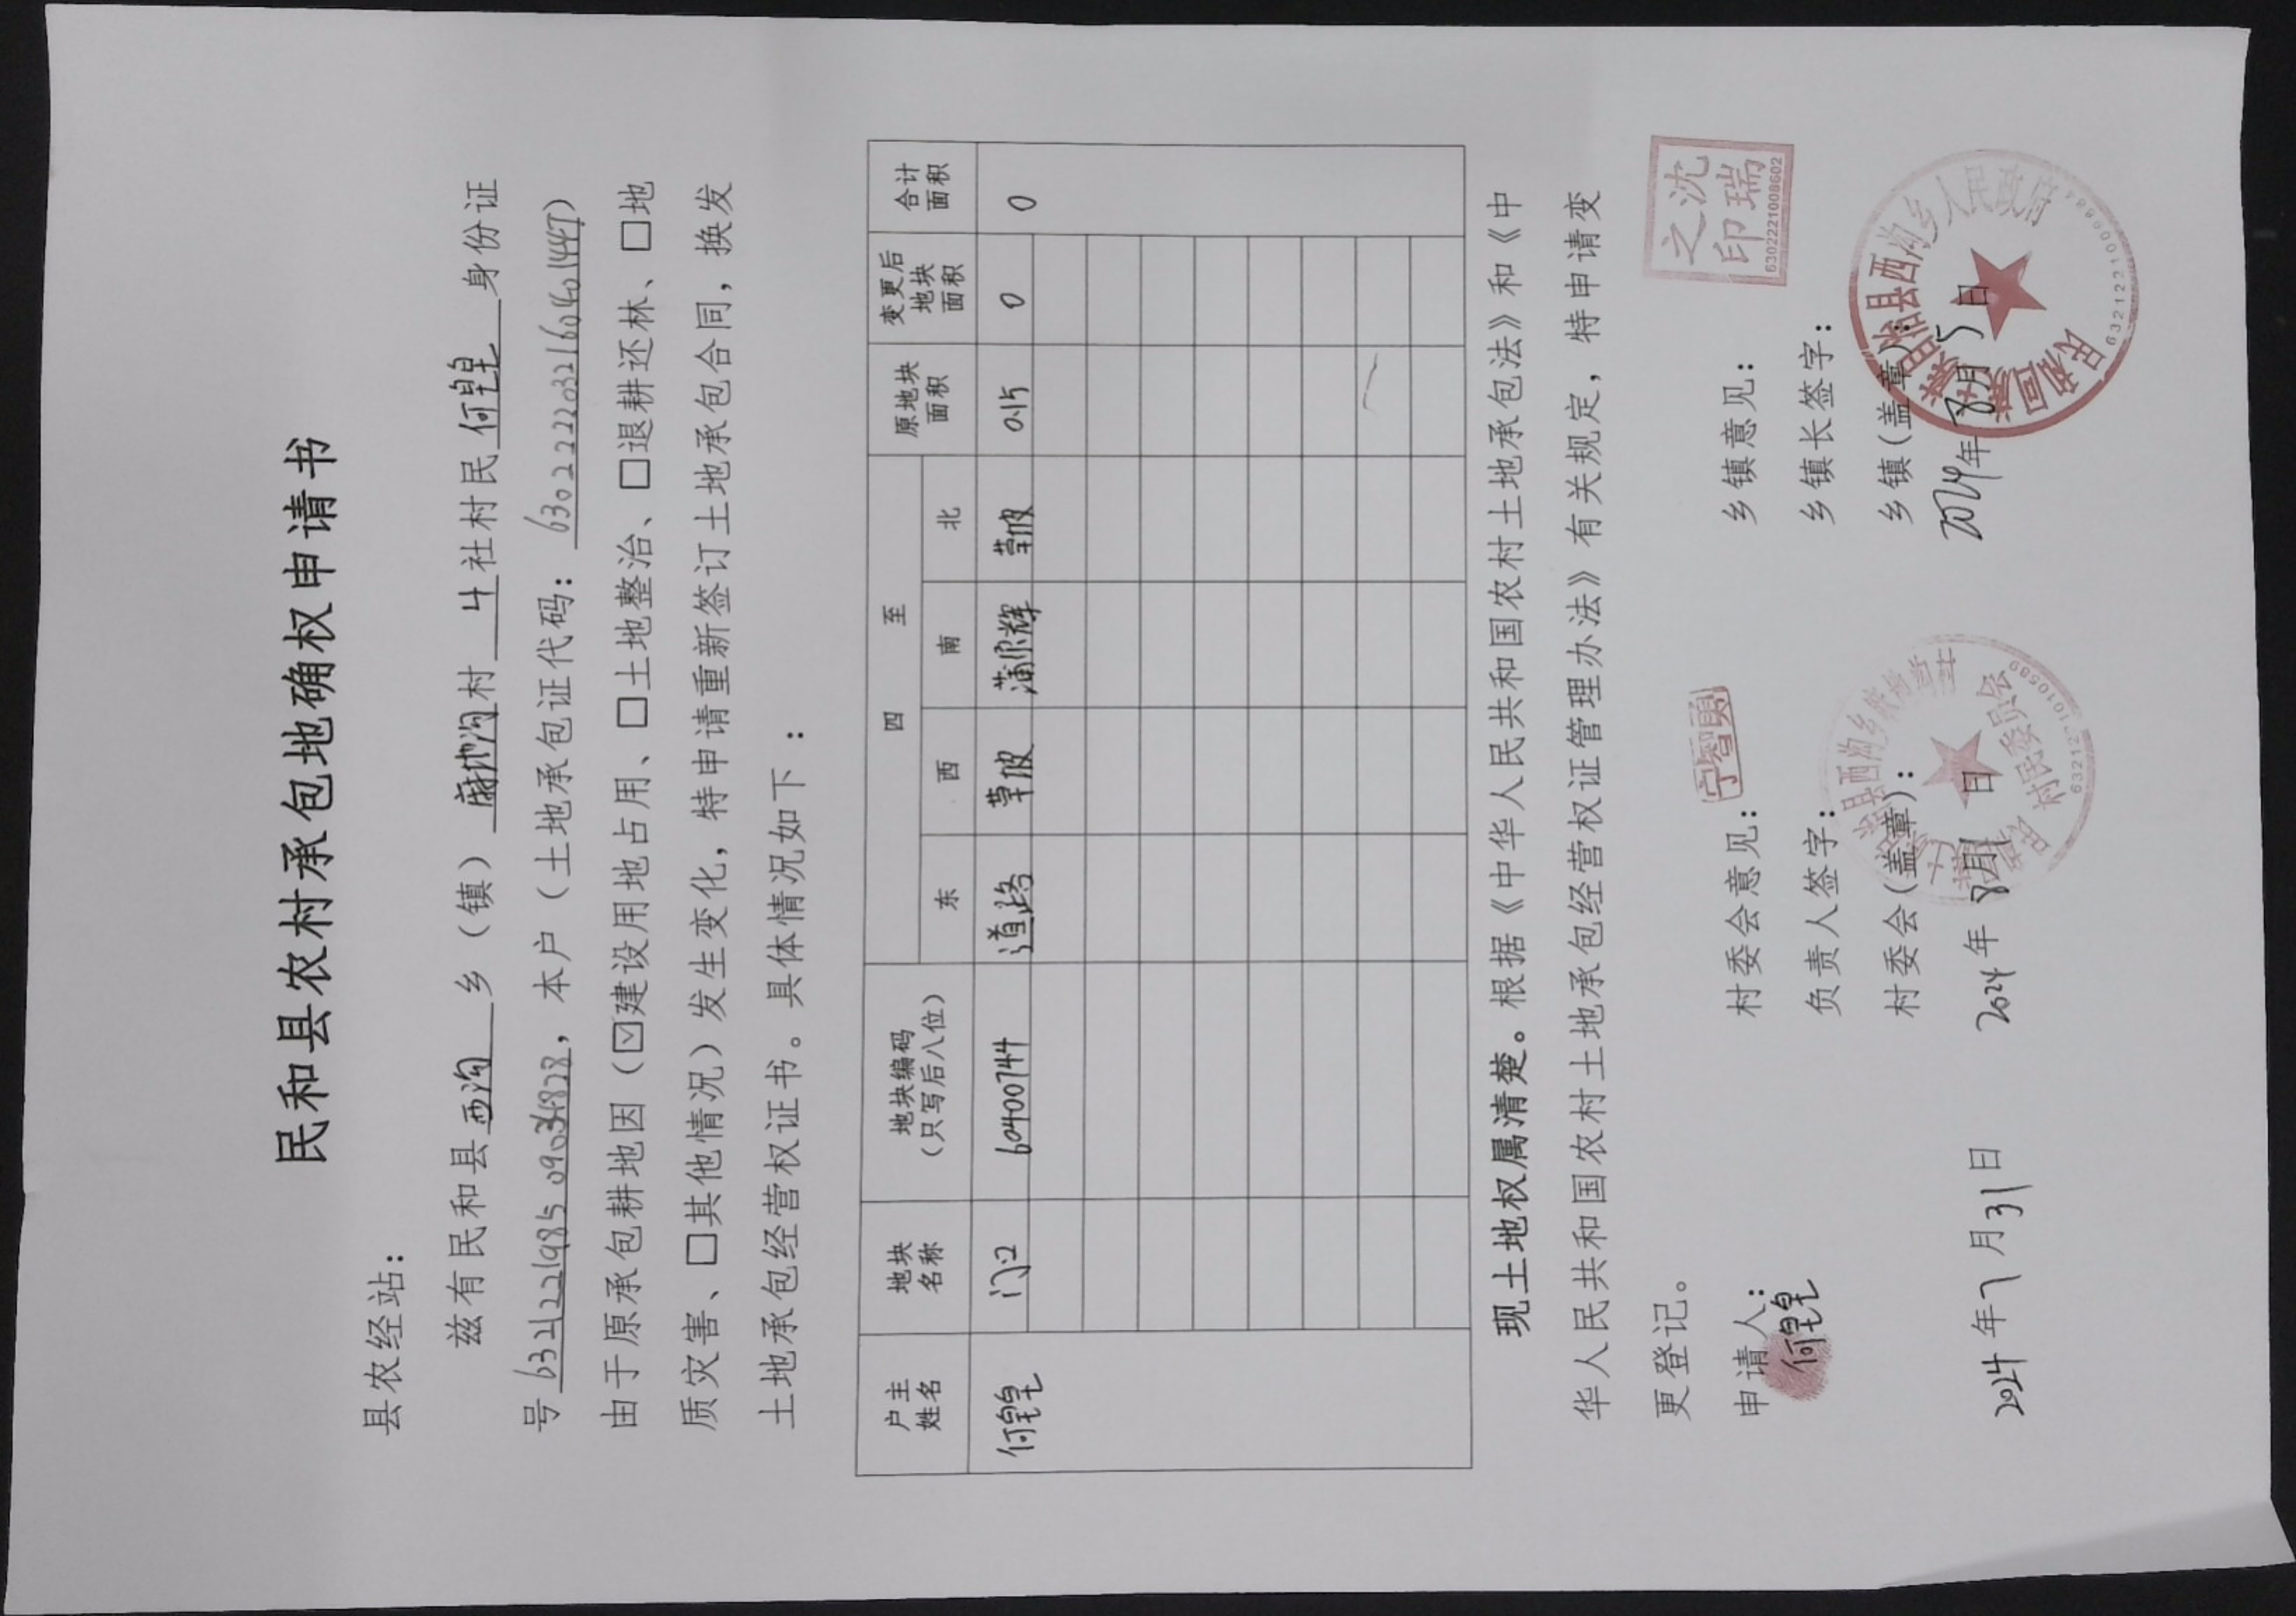 民和县农村承包地确权申请书
县农经站：
兹有民和县西沟乡（镂）麻地沟村 4 社村民何皇皇 身份证
号632122198509034828，本户（土地承包证代码：630222203216040144T）
由于原承包耕地因（☑建设用地占用、□土地整治、□退耕还林、□地
质灾害、□其他情况）发生变化，特申请重新签订土地承包合同，换发
土地承包经营权证书。具体情况如下：
户主姓名 地块名称 地块编码（只写后八位） 四至 原地块面积 变更后地块面积 合计面积
东 西 南 北
何皇皇 门口 60400744 道路 草坡 蒲宗辉 草坡 0.15 0 0
现土地权属清楚。根据《中华人民共和国农村土地承包法》和《中
华人民共和国农村土地承包经营权证管理办法》有关规定，特申请变
更登记。
申请人： 村委会意见：宁智勇 乡镇意见： 沈瑞之印 6302221008602
何皇皇 负责人签字： 乡镇长签字：
村委会(盖章)： 乡镇(盖章)：
2024年7月31日 2024年8月1日 2024年8月5日
民和回族土族自治县西沟乡麻地沟村
村民委员会
民和回族土族自治县西沟乡人民政府